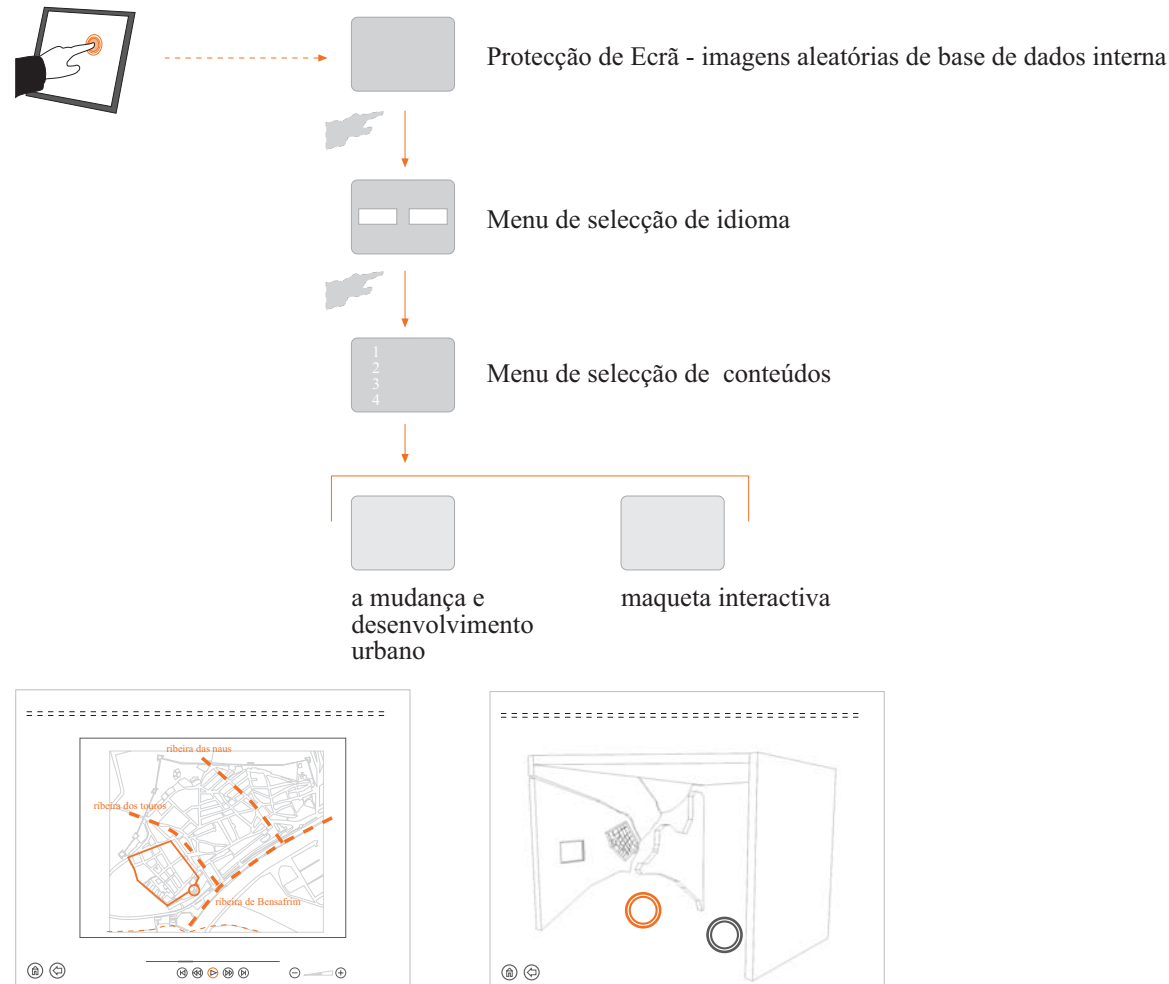 Protecção de Ecrã - imagens aleatórias de base de dados interna
Menu de selecção de idioma
1
2
3
4
Menu de selecção de conteúdos
a mudança e
desenvolvimento
urbano
maqueta interactiva
ribeira das naus
ribeira dos touros
ribeira de Bensafrim